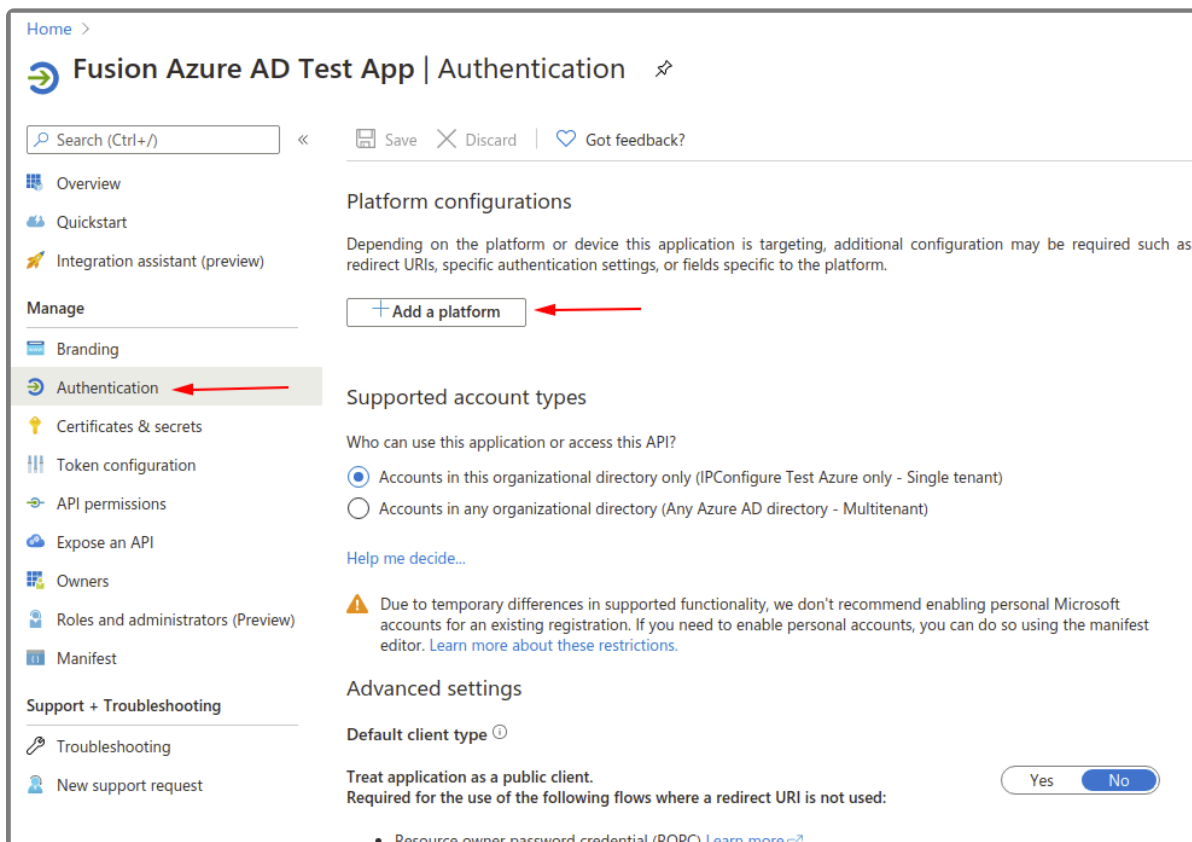 Home >
Fusion Azure AD Test App | Authentication
Search (Ctrl+/)
«
Save
Discard
Got feedback?
Overview
Quickstart
Integration assistant (preview)
Manage
Branding
Authentication
Certificates & secrets
Token configuration
API permissions
Expose an API
Owners
Roles and administrators (Preview)
Manifest
Support + Troubleshooting
Troubleshooting
New support request
Platform configurations
Depending on the platform or device this application is targeting, additional configuration may be required such as
redirect URIs, specific authentication settings, or fields specific to the platform.
+ Add a platform
Supported account types
Who can use this application or access this API?
Accounts in this organizational directory only (IPConfigure Test Azure only - Single tenant)
Accounts in any organizational directory (Any Azure AD directory - Multitenant)
Help me decide...
Due to temporary differences in supported functionality, we don't recommend enabling personal Microsoft
accounts for an existing registration. If you need to enable personal accounts, you can do so using the manifest
editor. Learn more about these restrictions.
Advanced settings
Default client type
Treat application as a public client.
Required for the use of the following flows where a redirect URI is not used:
Yes
No
• Resource owner password credential (ROPC) Learn more